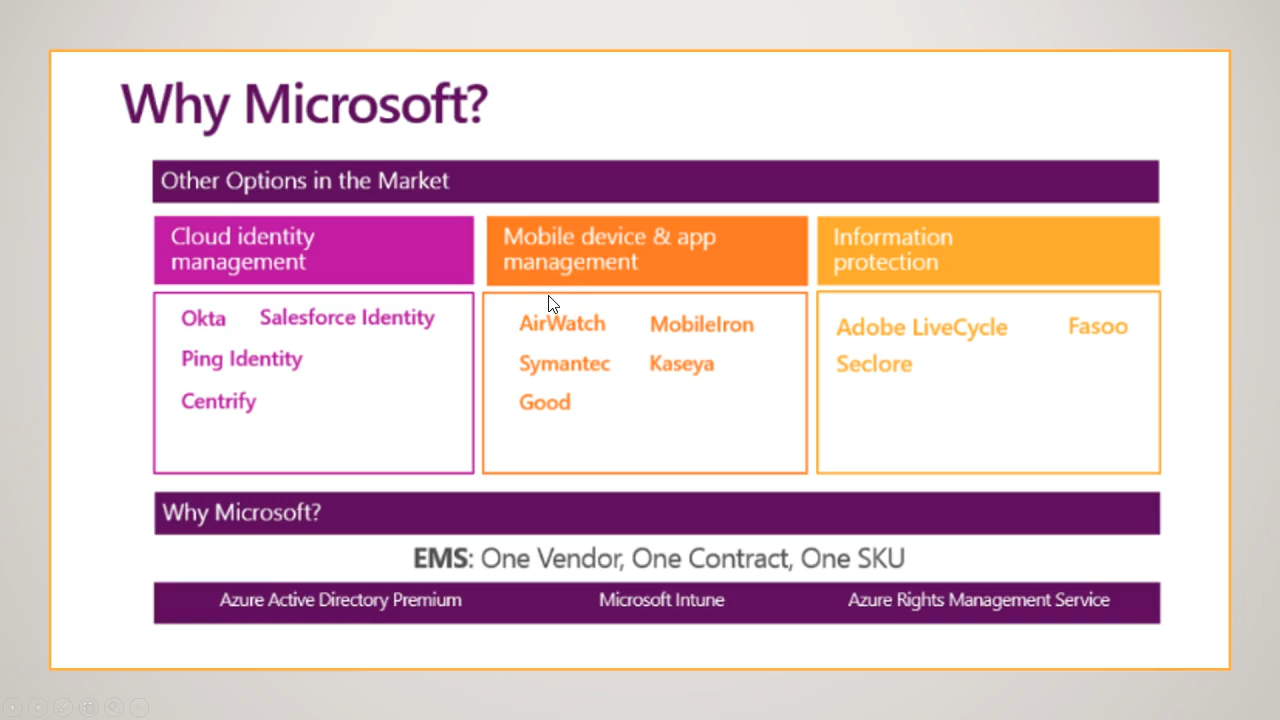 Why Microsoft?
Other Options in the Market
Cloud identity
management
Mobile device & app
management
Information
protection
Okta Salesforce Identity
Ping Identity
Centrify
AirWatch MobileIron
Symantec Kaseya
Good
Adobe LiveCycle Fasoo
Seclore
Why Microsoft?
EMS: One Vendor, One Contract, One SKU
Azure Active Directory Premium Microsoft Intune Azure Rights Management Service